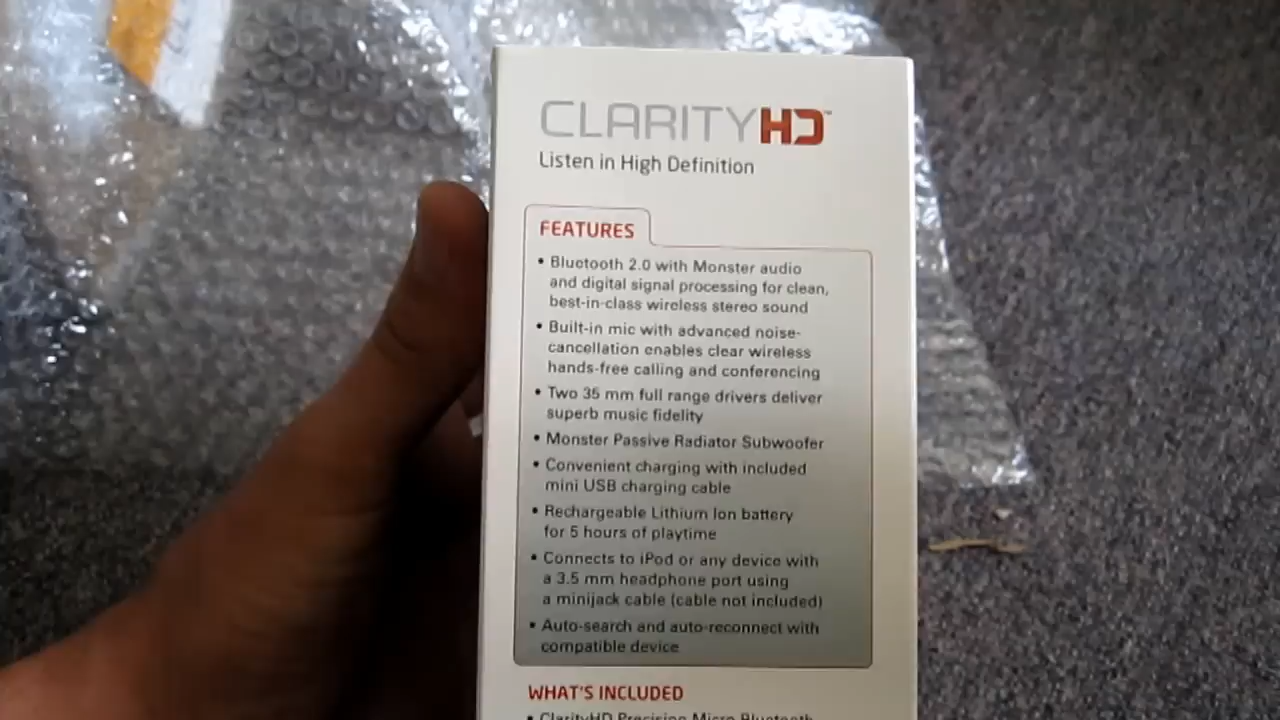 CLARITYHD™
Listen in High Definition
FEATURES
• Bluetooth 2.0 with Monster audio
and digital signal processing for clean,
best-in-class wireless stereo sound
• Built-in mic with advanced noise-
cancellation enables clear wireless
hands-free calling and conferencing
• Two 35 mm full range drivers deliver
superb music fidelity
• Monster Passive Radiator Subwoofer
• Convenient charging with included
mini USB charging cable
• Rechargeable Lithium Ion battery
for 5 hours of playtime
• Connects to iPod or any device with
a 3.5 mm headphone port using
a minijack cable (cable not included)
• Auto-search and auto-reconnect with
compatible device
WHAT'S INCLUDED
• ClarityHD Precision Micro Bluetooth